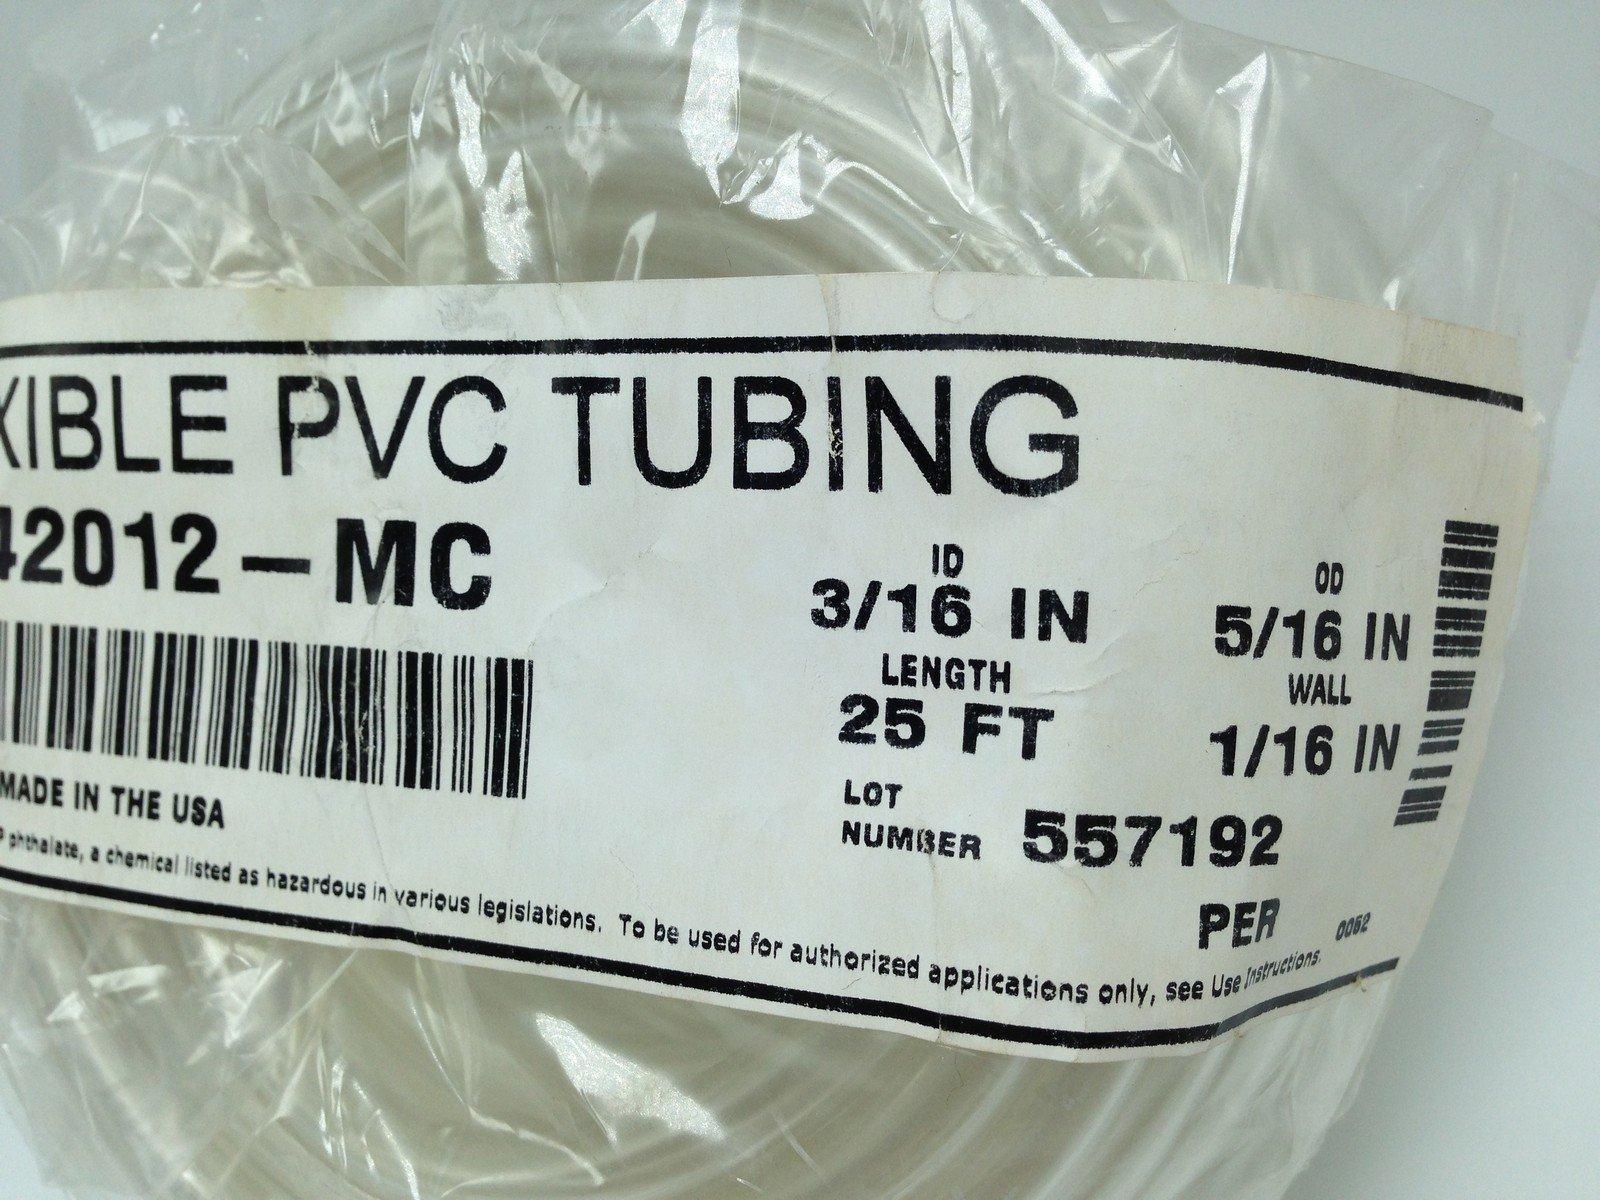 XIBLE PVC TUBING
42012-MC
ID
3/16 IN
OD
5/16 IN
LENGTH
25 FT
WALL
1/16 IN
MADE IN THE USA
LOT
NUMBER 557192
PER 0062
phthalate, a chemical listed as hazardous in various legislations. To be used for authorized applications only, see Use Instructions.